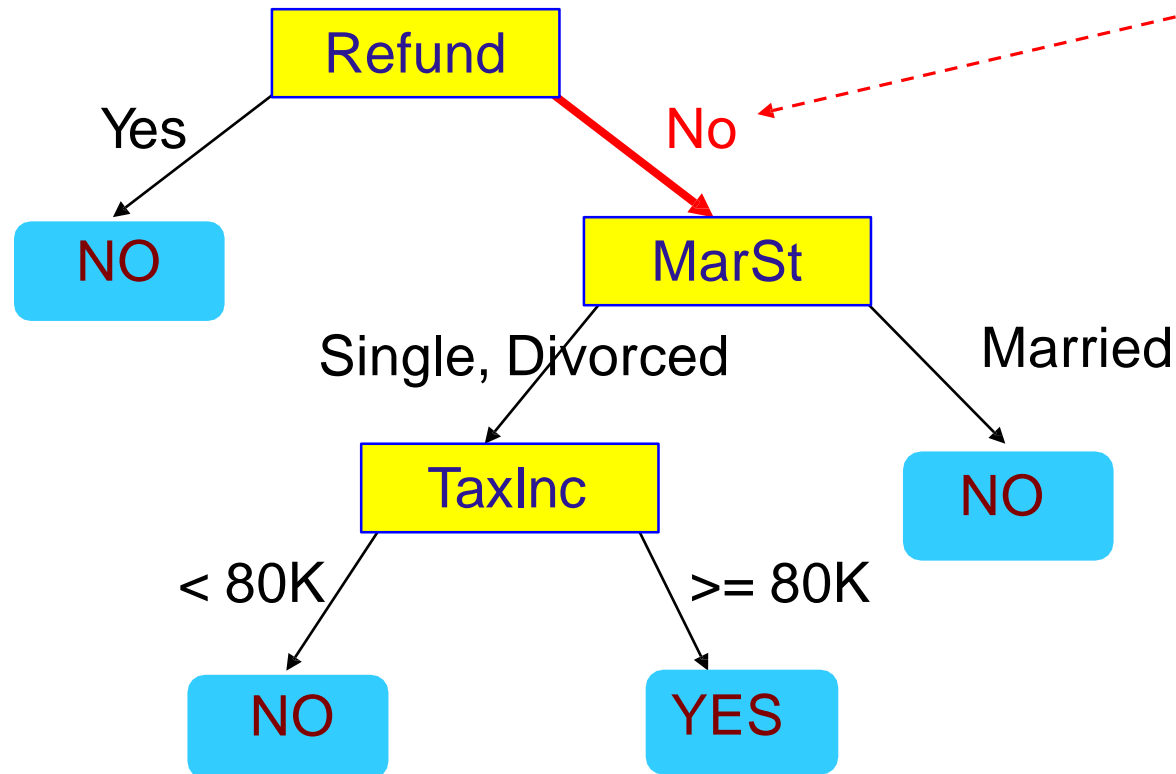 Refund
Yes
No
NO
MarSt
Single, Divorced
Married
TaxInc
NO
< 80K
>= 80K
NO
YES